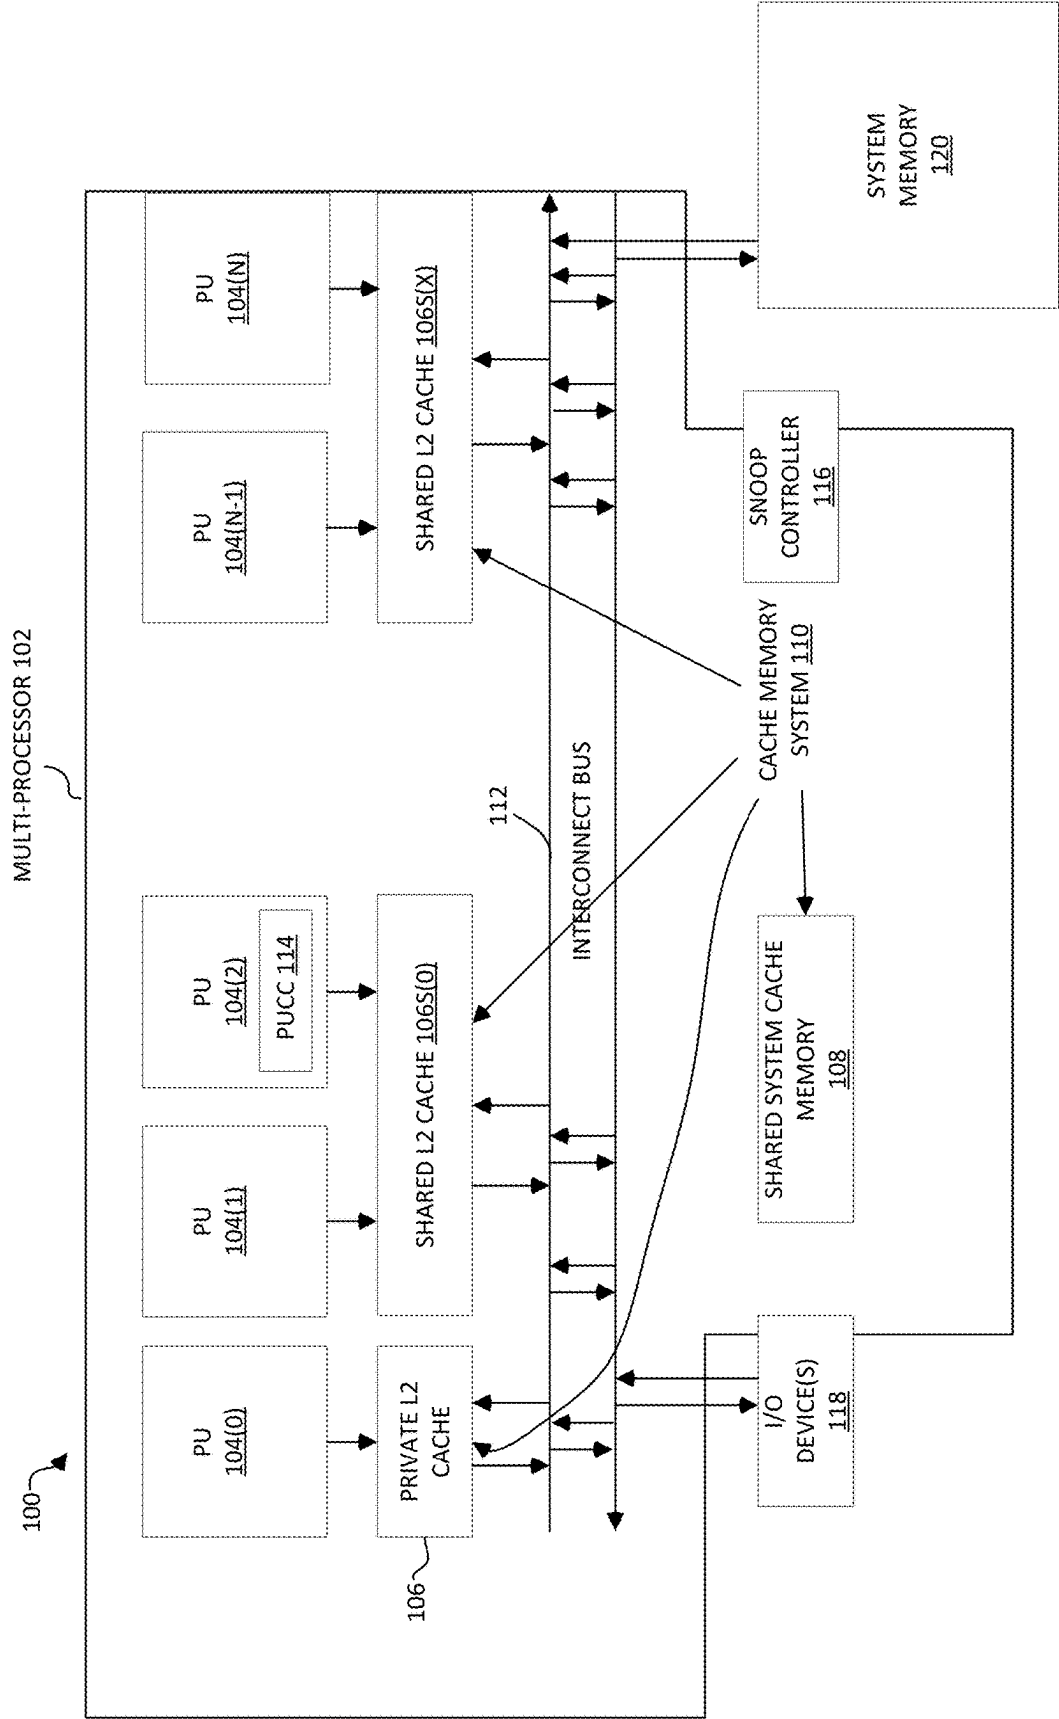 100
MULTI-PROCESSOR 102
PU
104(0)
PU
104(1)
PU
104(2)
PUCC 114
PU
104(N-1)
PU
104(N)
106
PRIVATE L2
CACHE
SHARED L2 CACHE 106S(0)
SHARED L2 CACHE 106S(X)
112
INTERCONNECT BUS
I/O
DEVICE(S)
118
SHARED SYSTEM CACHE
MEMORY
108
CACHE MEMORY
SYSTEM 110
SNOOP
CONTROLLER
116
SYSTEM
MEMORY
120